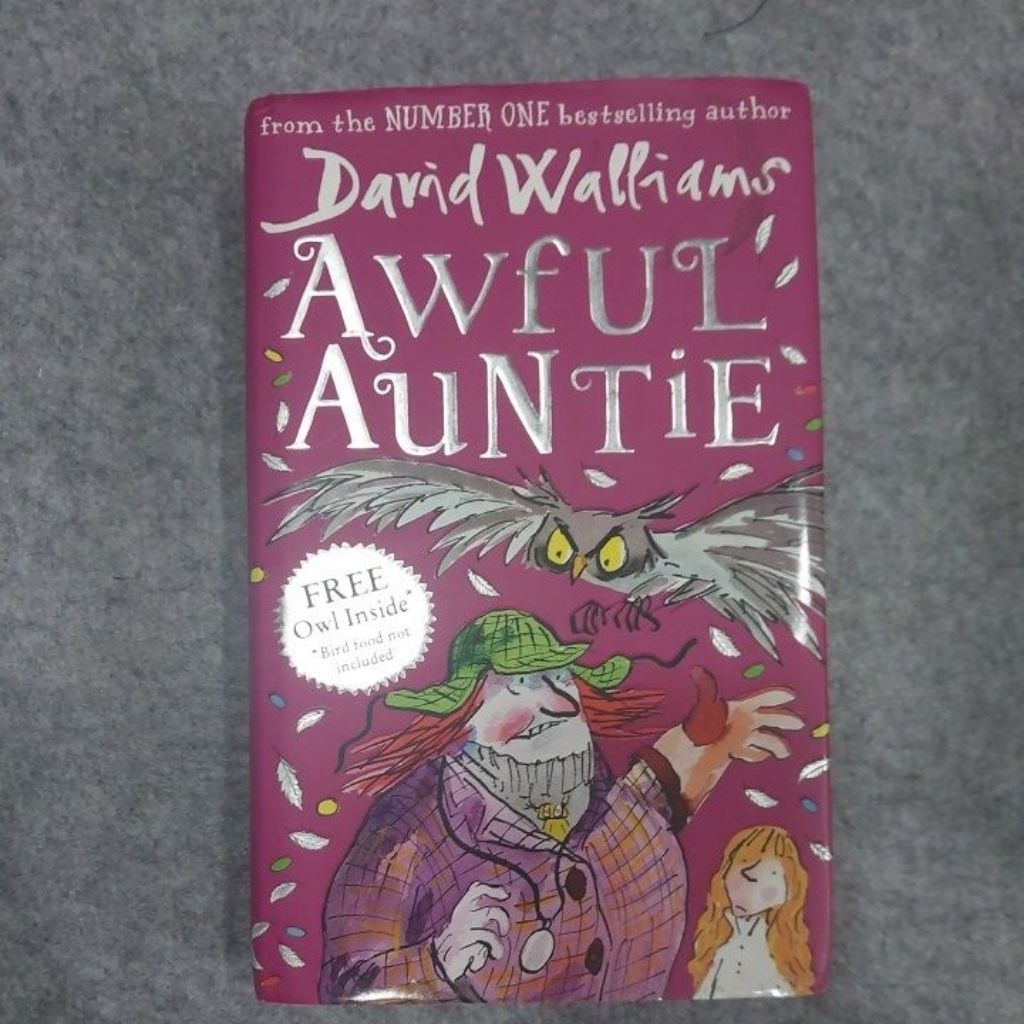 from the NUMBER ONE bestselling author
David Walliams
AWFUL
AUNTiE
FREE
Owl Inside*
*Bird food not
included